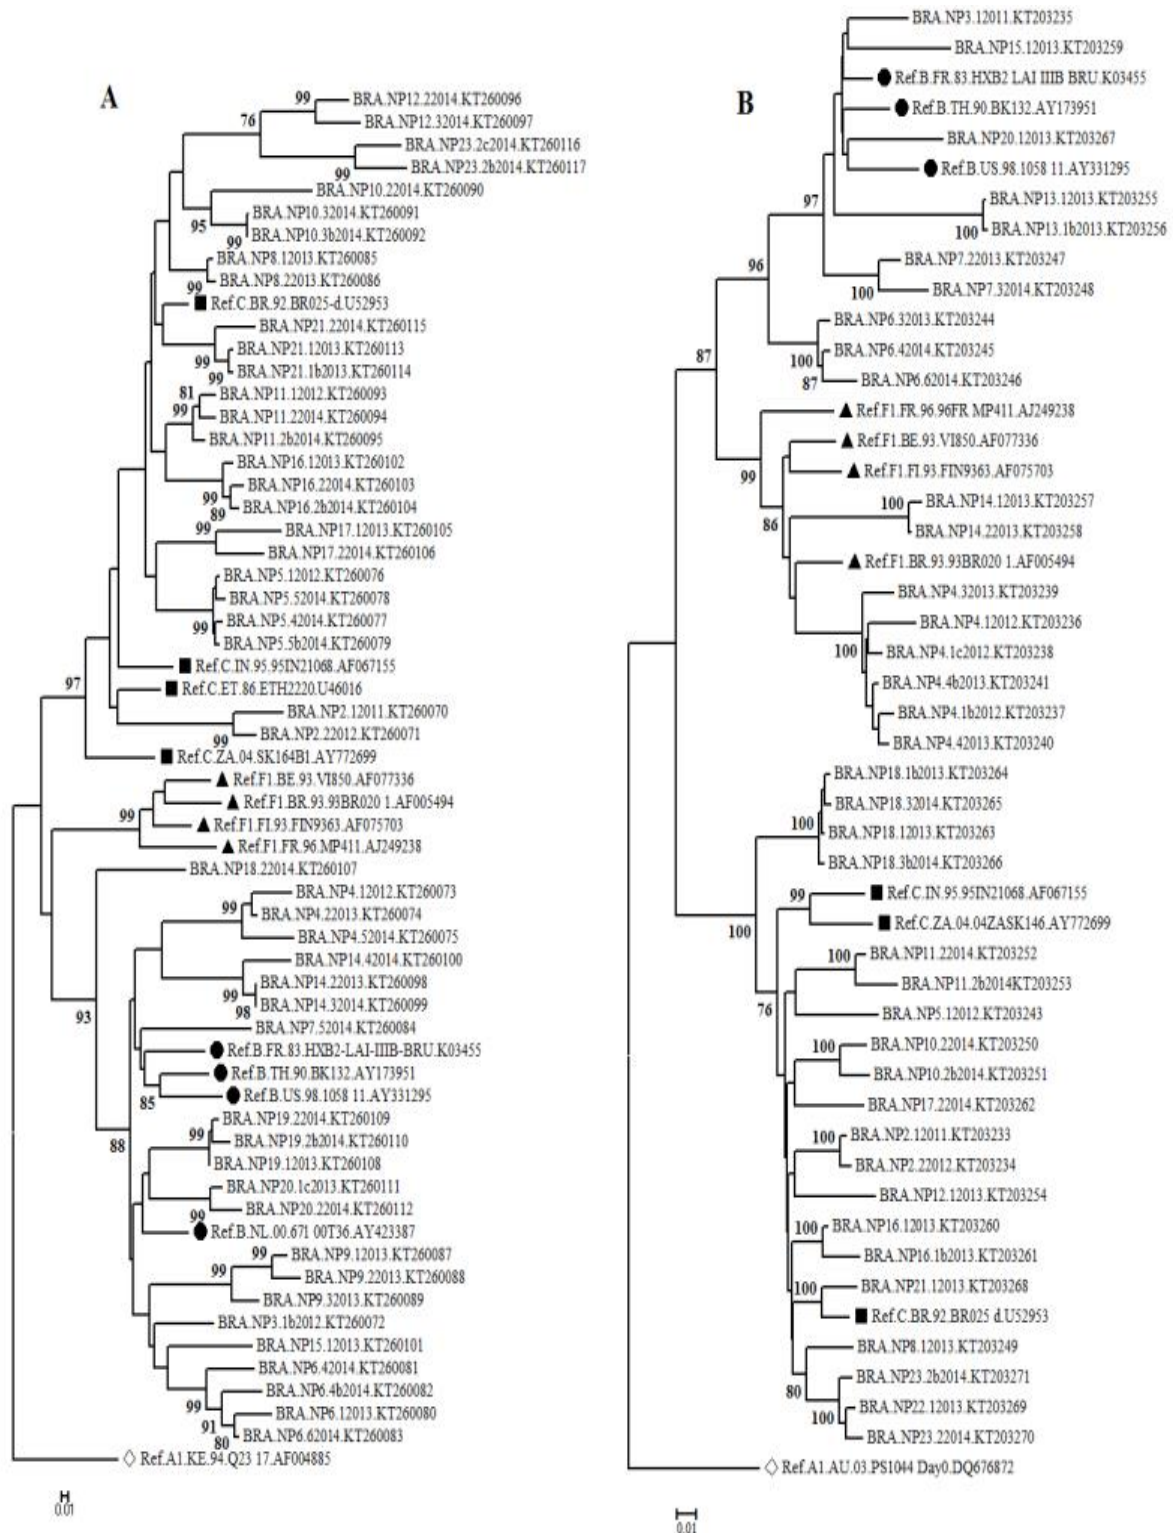 A
99
BRA.NP12.22014.KT260096
76
BRA.NP12.32014.KT260097
BRA.NP23.2c2014.KT260116
99
BRA.NP23.2b2014.KT260117
BRA.NP10.22014.KT260090
95
BRA.NP10.32014.KT260091
99
BRA.NP10.3b2014.KT260092
BRA.NP8.12013.KT260085
99
BRA.NP8.22013.KT260086
Ref.C.BR.92.BR025-d.U52953
BRA.NP21.22014.KT260115
99
BRA.NP21.12013.KT260113
99
BRA.NP21.1b2013.KT260114
81
BRA.NP11.12012.KT260093
99
BRA.NP11.22014.KT260094
BRA.NP11.2b2014.KT260095
BRA.NP16.12013.KT260102
99
BRA.NP16.22014.KT260103
89
BRA.NP16.2b2014.KT260104
99
BRA.NP17.12013.KT260105
BRA.NP17.22014.KT260106
BRA.NP5.12012.KT260076
BRA.NP5.52014.KT260078
99
BRA.NP5.42014.KT260077
BRA.NP5.5b2014.KT260079
Ref.C.IN.95.95IN21068.AF067155
97
Ref.C.ET.86.ETH2220.U46016
BRA.NP2.12011.KT260070
99
BRA.NP2.22012.KT260071
Ref.C.ZA.04.SK164B1.AY772699
Ref.F1.BE.93.VI850.AF077336
99
Ref.F1.BR.93.93BR020 1.AF005494
Ref.F1.FI.93.FIN9363.AF075703
Ref.F1.FR.96.MP411.AJ249238
BRA.NP18.22014.KT260107
99
BRA.NP4.12012.KT260073
BRA.NP4.22013.KT260074
BRA.NP4.52014.KT260075
BRA.NP14.42014.KT260100
99
BRA.NP14.22013.KT260098
98
BRA.NP14.32014.KT260099
93
BRA.NP7.52014.KT260084
Ref.B.FR.83.HXB2-LAI-IIIB-BRU.K03455
Ref.B.TH.90.BK132.AY173951
85
Ref.B.US.98.1058 11.AY331295
88
BRA.NP19.22014.KT260109
99
BRA.NP19.2b2014.KT260110
BRA.NP19.12013.KT260108
BRA.NP20.1c2013.KT260111
99
BRA.NP20.22014.KT260112
Ref.B.NL.00.671 00T36.AY423387
99
BRA.NP9.12013.KT260087
99
BRA.NP9.22013.KT260088
BRA.NP9.32013.KT260089
BRA.NP3.1b2012.KT260072
BRA.NP15.12013.KT260101
BRA.NP6.42014.KT260081
99
BRA.NP6.4b2014.KT260082
91
BRA.NP6.12013.KT260080
80
BRA.NP6.62014.KT260083
Ref.A1.KE.94.Q23 17.AF004885
0.01
B
BRA.NP3.12011.KT203235
BRA.NP15.12013.KT203259
Ref.B.FR.83.HXB2 LAI IIIB BRU.K03455
Ref.B.TH.90.BK132.AY173951
BRA.NP20.12013.KT203267
Ref.B.US.98.1058 11.AY331295
97
BRA.NP13.12013.KT203255
100
BRA.NP13.1b2013.KT203256
96
BRA.NP7.22013.KT203247
100
BRA.NP7.32014.KT203248
BRA.NP6.32013.KT203244
100
BRA.NP6.42014.KT203245
87
87
BRA.NP6.62014.KT203246
Ref.F1.FR.96.96FR MP411.AJ249238
Ref.F1.BE.93.VI850.AF077336
99
Ref.F1.FI.93.FIN9363.AF075703
100
BRA.NP14.12013.KT203257
86
BRA.NP14.22013.KT203258
Ref.F1.BR.93.93BR020 1.AF005494
BRA.NP4.32013.KT203239
BRA.NP4.12012.KT203236
100
BRA.NP4.1c2012.KT203238
BRA.NP4.4b2013.KT203241
BRA.NP4.1b2012.KT203237
BRA.NP4.42013.KT203240
BRA.NP18.1b2013.KT203264
BRA.NP18.32014.KT203265
100
BRA.NP18.12013.KT203263
BRA.NP18.3b2014.KT203266
99
Ref.C.IN.95.95IN21068.AF067155
100
Ref.C.ZA.04.04ZASK146.AY772699
100
BRA.NP11.22014.KT203252
BRA.NP11.2b2014KT203253
76
BRA.NP5.12012.KT203243
100
BRA.NP10.22014.KT203250
BRA.NP10.2b2014.KT203251
BRA.NP17.22014.KT203262
100
BRA.NP2.12011.KT203233
BRA.NP2.22012.KT203234
BRA.NP12.12013.KT203254
100
BRA.NP16.12013.KT203260
BRA.NP16.1b2013.KT203261
100
BRA.NP21.12013.KT203268
Ref.C.BR.92.BR025 d.U52953
BRA.NP8.12013.KT203249
80
BRA.NP23.2b2014.KT203271
100
BRA.NP22.12013.KT203269
BRA.NP23.22014.KT203270
Ref.A1.AU.03.PS1044 Day0.DQ676872
0.01